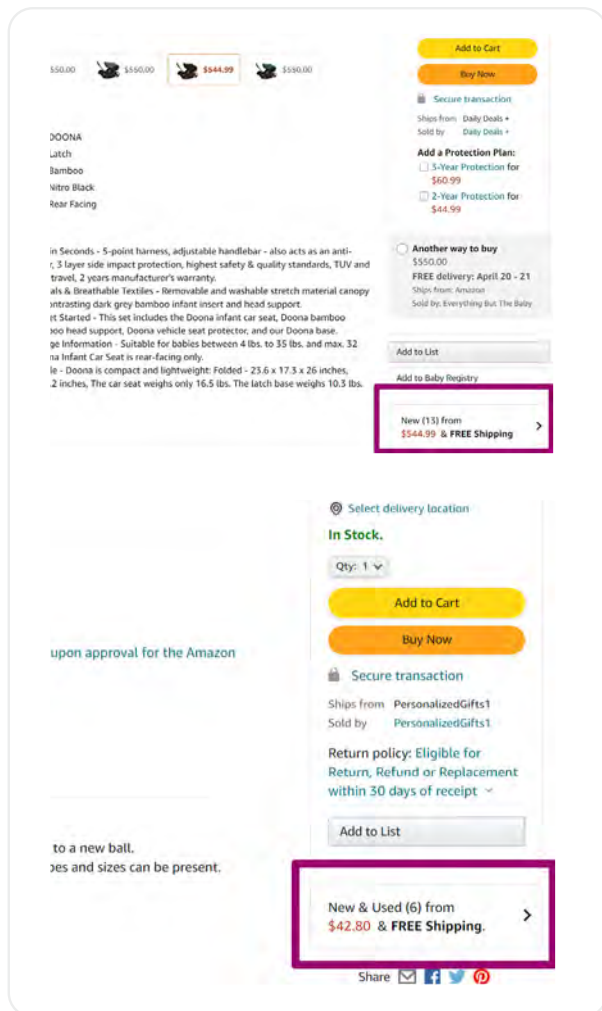 Add to Cart
$50.00 $550.00 $544.99 $550.00
Buy Now
Secure transaction
Ships from Daily Deals +
Sold by Daily Deals +
DOONA
Latch
Bamboo
Nitro Black
Rear Facing
Add a Protection Plan:
3-Year Protection for
$60.99
2-Year Protection for
$44.99
in Seconds - 5-point harness, adjustable handlebar - also acts as an anti-
r, 3 layer side impact protection, highest safety & quality standards, TUV and
travel, 2 years manufacturer's warranty.
als & Breathable Textiles - Removable and washable stretch material canopy
ntrasting dark grey bamboo infant insert and head support.
et Started - This set includes the Doona infant car seat, Doona bamboo
oo head support, Doona vehicle seat protector, and our Doona base.
ge Information - Suitable for babies between 4 lbs. to 35 lbs, and max. 32
na Infant Car Seat is rear-facing only.
le - Doona is compact and lightweight: Folded - 23.6 x 17.3 x 26 inches,
.2 inches, The car seat weighs only 16.5 lbs. The latch base weighs 10.3 lbs.
Another way to buy
$550.00
FREE delivery: April 20 - 21
Ships from: Amazon
Sold by: Everything But The Baby
Add to List
Add to Baby Registry
New (13) from
$544.99 & FREE Shipping
Select delivery location
In Stock.
Qty: 1
Add to Cart
Buy Now
upon approval for the Amazon
Secure transaction
Ships from PersonalizedGifts1
Sold by PersonalizedGifts1
Return policy: Eligible for
Return, Refund or Replacement
within 30 days of receipt
Add to List
to a new ball.
pes and sizes can be present.
New & Used (6) from
$42.80 & FREE Shipping.
Share